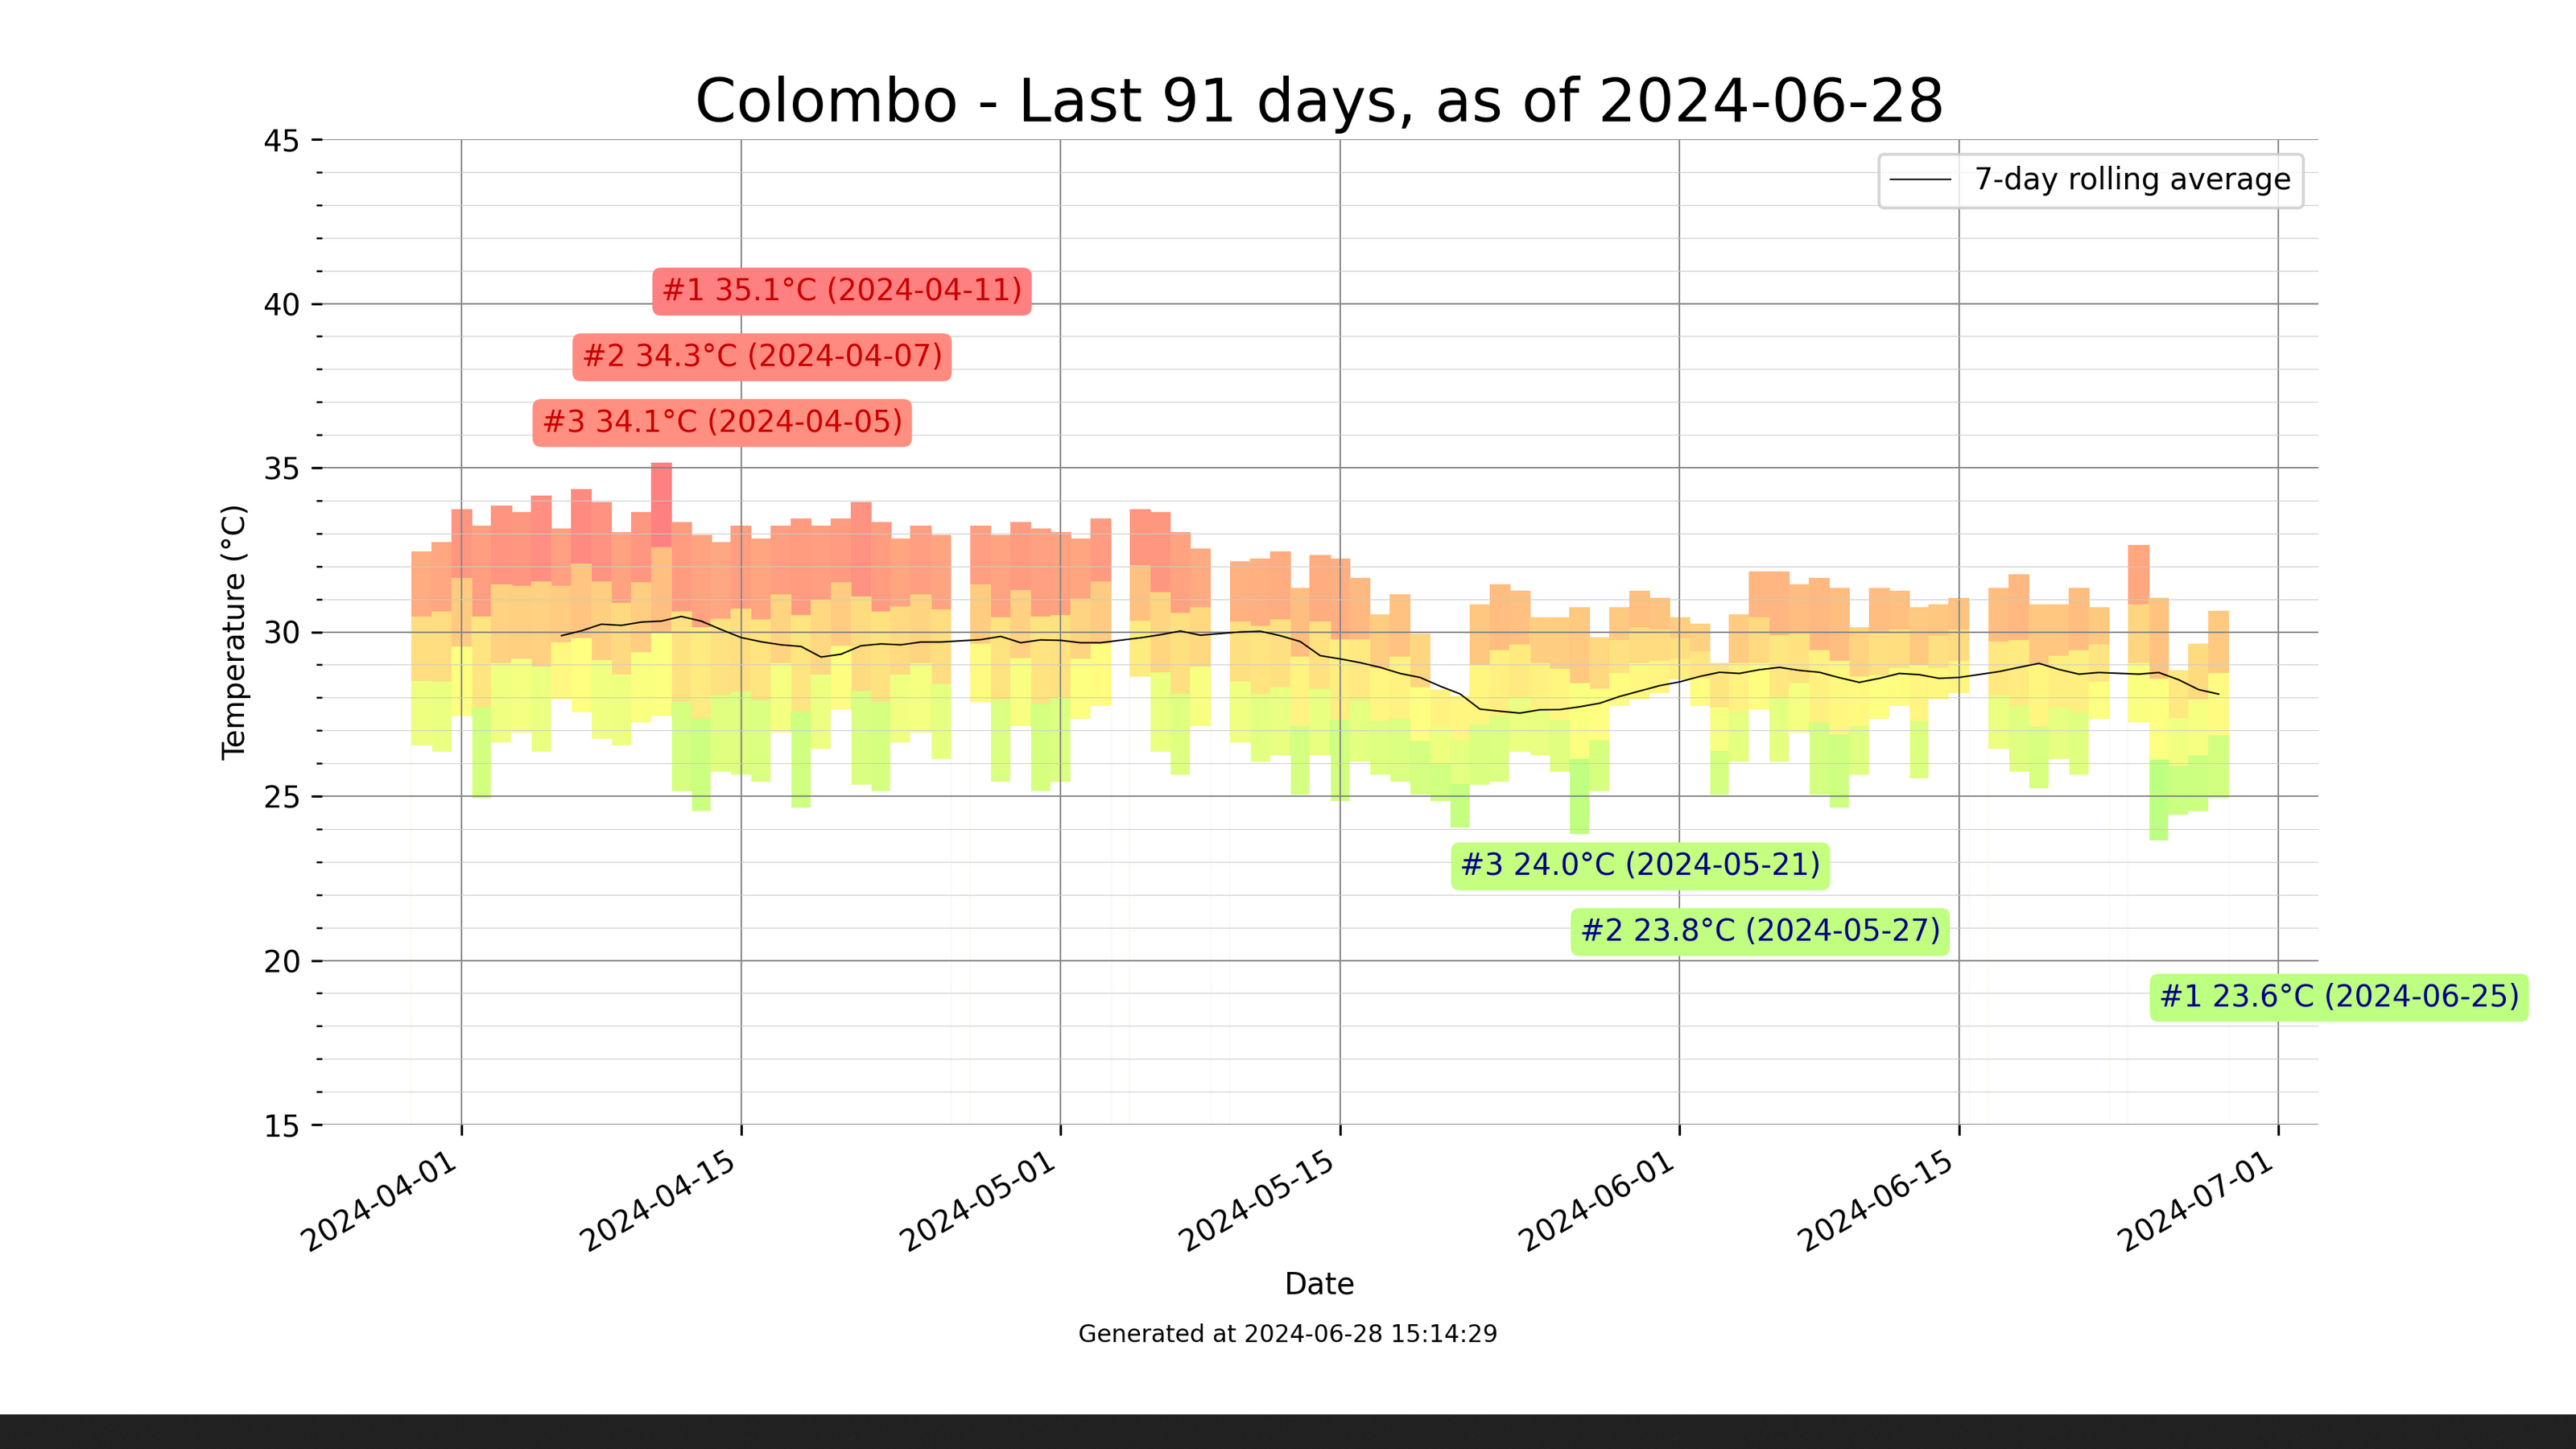 Colombo - Last 91 days, as of 2024-06-28
7-day rolling average
45
40
35
30
25
20
15
Temperature (°C)
#1 35.1°C (2024-04-11)
#2 34.3°C (2024-04-07)
#3 34.1°C (2024-04-05)
#3 24.0°C (2024-05-21)
#2 23.8°C (2024-05-27)
#1 23.6°C (2024-06-25)
2024-04-01
2024-04-15
2024-05-01
2024-05-15
2024-06-01
2024-06-15
2024-07-01
Date
Generated at 2024-06-28 15:14:29